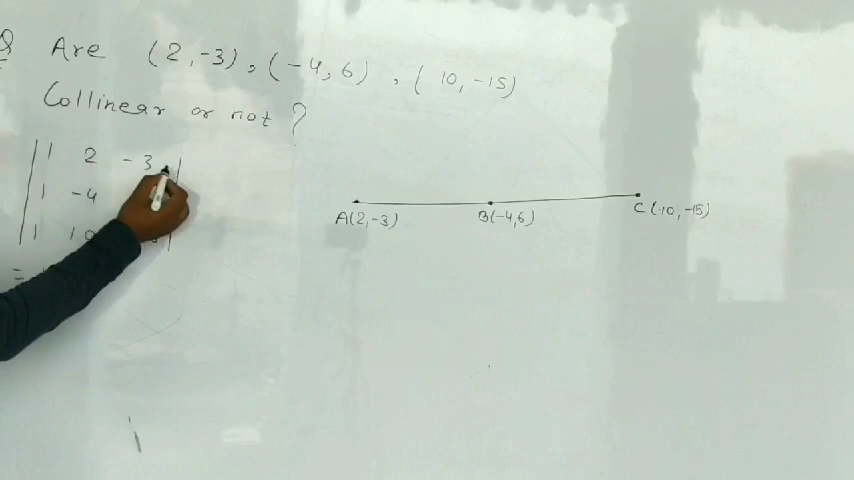 Q Are (2,-3), (-4,6), (10,-15)
Collinear or not?
1 2 -3
1 -4
1 10
=
A(2,-3) B(-4,6) C(10,-15)